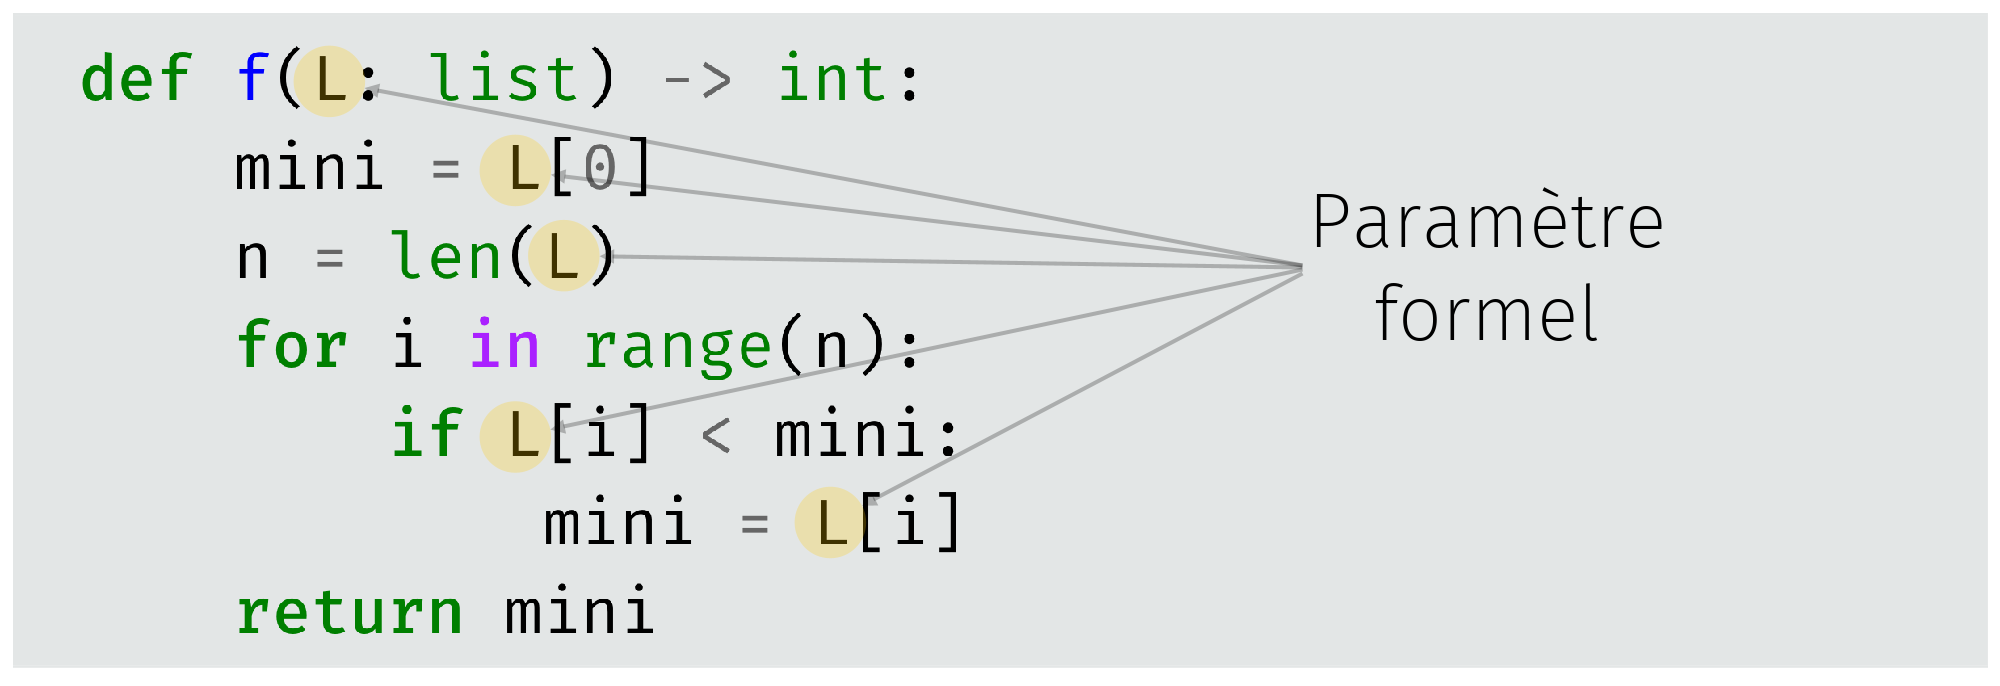 def f(L: list) -> int:
    mini = L[0]
    n = len(L)
    for i in range(n):
        if L[i] < mini:
            mini = L[i]
    return mini
Paramètre
formel